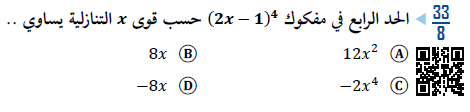 33/8 الحد الرابع في مفكوك (2x − 1)⁴ حسب قوى x التنازلية يساوي ..
12x² (A)    8x (B)
−2x⁴ (C)    −8x (D)